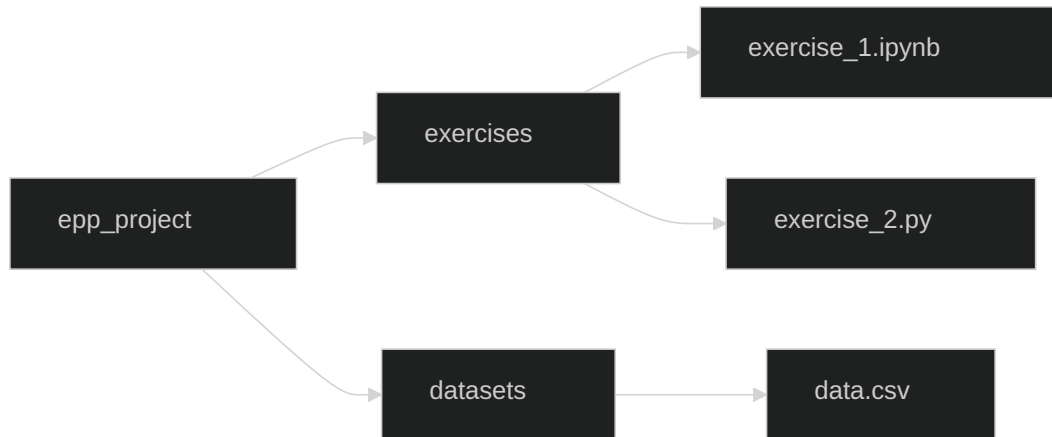 exercise_1.ipynb
exercises
epp_project
exercise_2.py
datasets
data.csv